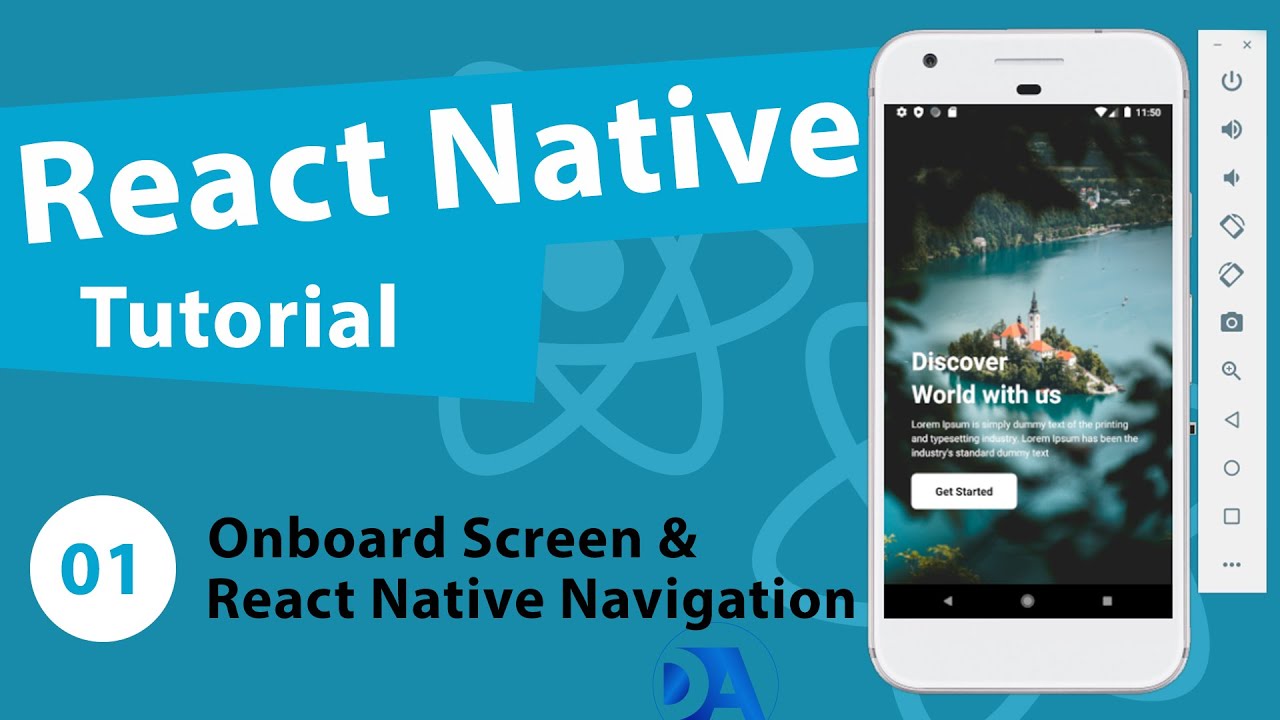 React Native
Tutorial
01
Onboard Screen &
React Native Navigation
DA
11:50
Discover
World with us
Lorem Ipsum is simply dummy text of the printing
and typesetting industry. Lorem Ipsum has been the
industry's standard dummy text
Get Started